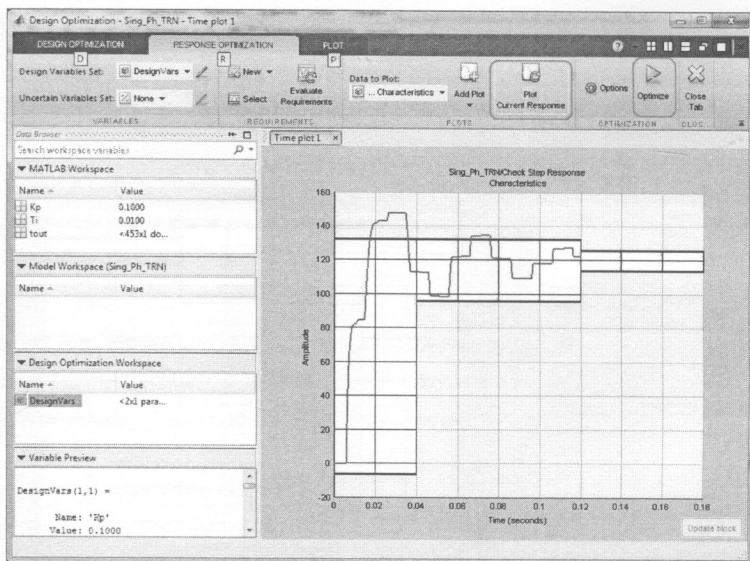 Design Optimization - Sing_Ph_TRN - Time plot 1
DESIGN OPTIMIZATION
RESPONSE OPTIMIZATION
PLOT
D
R
P
Design Variables Set: DesignVars
Uncertain Variables Set: None
New
Select
Evaluate
Requirements
Data to Plot:
... Characteristics
Add Plot
Plot
Current Response
Options
Optimize
Close
Tab
VARIABLES
REQUIREMENTS
PLOTS
OPTIMIZATION
CLOS...
Data Browser
Search workspace variables
MATLAB Workspace
Name Value
Kp 0.1000
Ti 0.0100
tout <453x1 do...
Model Workspace (Sing_Ph_TRN)
Name Value
Design Optimization Workspace
Name Value
DesignVars <2x1 para...
Variable Preview
DesignVars(1,1) =
Name: 'Kp'
Value: 0.1000
Time plot 1 ×
Sing_Ph_TRN/Check Step Response
Characteristics
160
140
120
100
80
60
40
20
0
-20
Amplitude
0 0.02 0.04 0.06 0.08 0.1 0.12 0.14 0.16 0.18
Time (seconds)
Update block